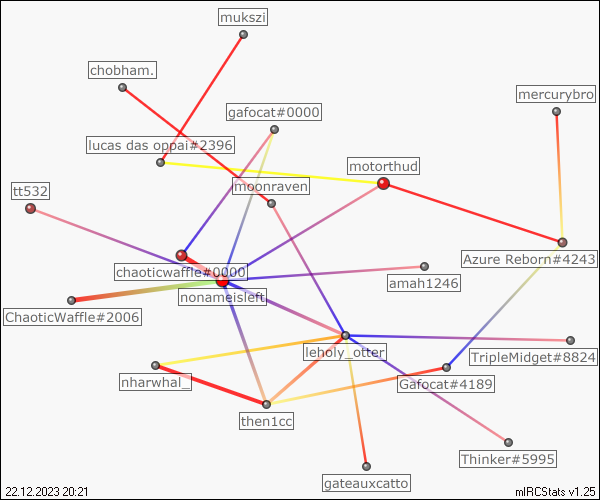 mukszi
chobham.
mercurybro
gafocat#0000
lucas das oppai#2396
motorthud
tt532
moonraven
Azure Reborn#4243
chaoticwaffle#0000
amah1246
nonameisleft
ChaoticWaffle#2006
leholy_otter
TripleMidget#8824
nharwhal_
Gafocat#4189
then1cc
Thinker#5995
gateauxcatto
22.12.2023 20:21
mIRCStats v1.25